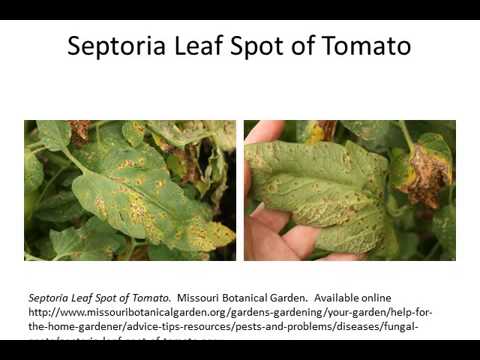 Septoria Leaf Spot of Tomato
Septoria Leaf Spot of Tomato. Missouri Botanical Garden. Available online
http://www.missouribotanicalgarden.org/gardens-gardening/your-garden/help-for-
the-home-gardener/advice-tips-resources/pests-and-problems/diseases/fungal-